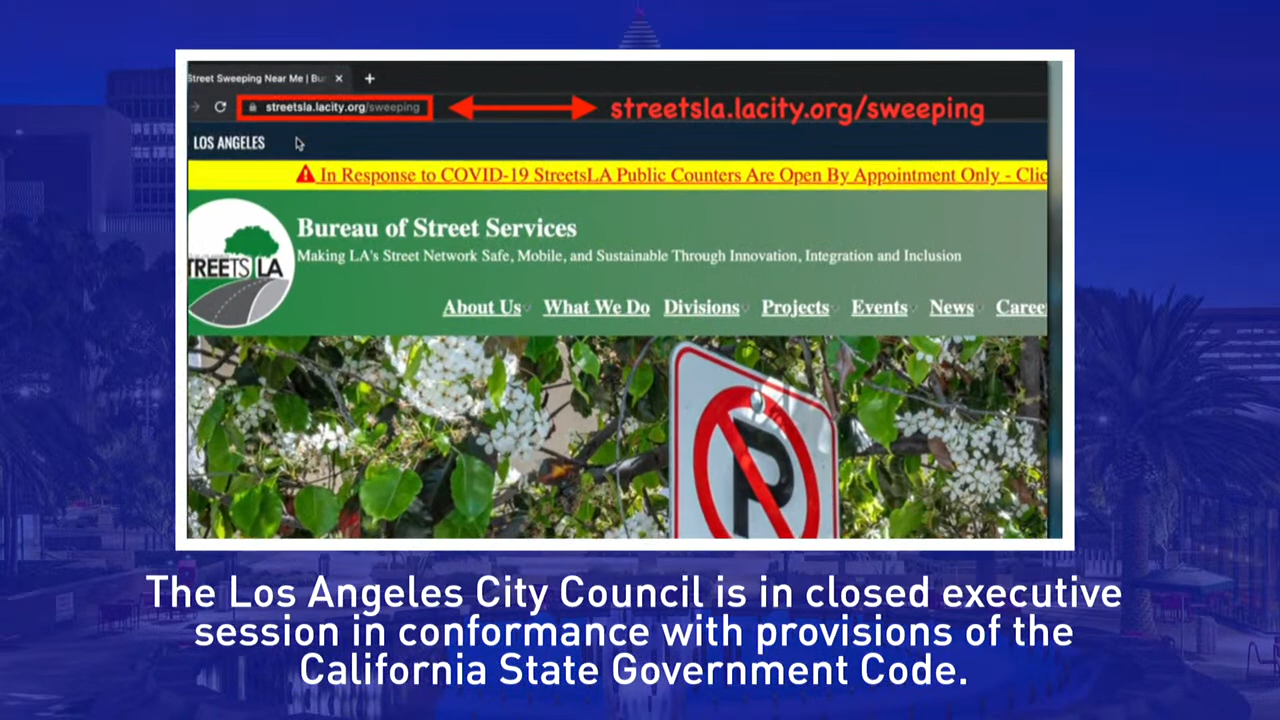 Street Sweeping Near Me | Bu
streetsla.lacity.org/sweeping
streetsla.lacity.org/sweeping
LOS ANGELES
In Response to COVID-19 StreetsLA Public Counters Are Open By Appointment Only - Clic
Bureau of Street Services
Making LA's Street Network Safe, Mobile, and Sustainable Through Innovation, Integration and Inclusion
TREETS LA
About Us What We Do Divisions Projects Events News Caree
P
The Los Angeles City Council is in closed executive
session in conformance with provisions of the
California State Government Code.